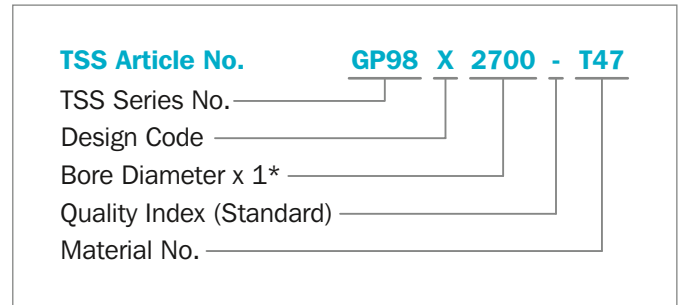 TSS Article No. GP98 X 2700 - T47
TSS Series No.
Design Code
Bore Diameter x 1*
Quality Index (Standard)
Material No.